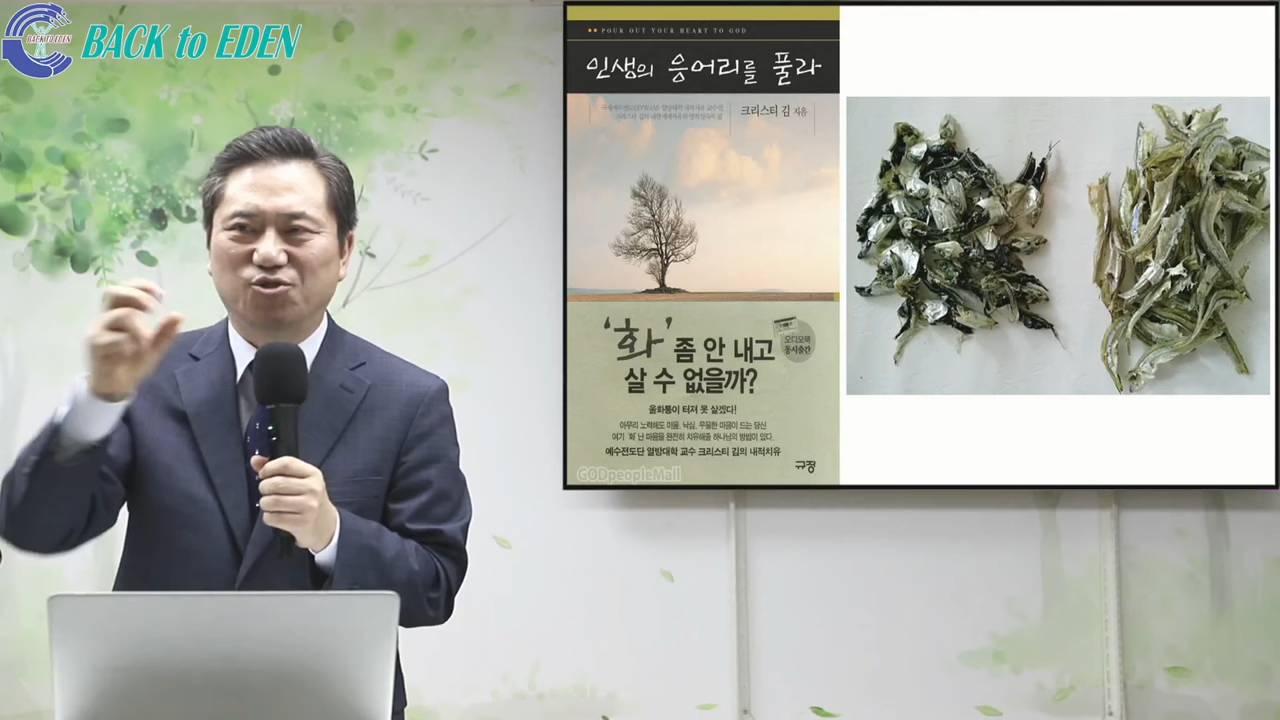 BACK TO EDEN
BACK to EDEN
POUR OUT YOUR HEART TO GOD
인생의 응어리를 풀라
크리스티 김 지음
'화' 좀 안 내고
살 수 없을까?
오디오북
동시출간
울화통이 터져 못 살겠다!
아무리 노력해도 미움, 낙심, 우울한 마음이 드는 당신
여기 '화' 난 마음을 완전히 치유해줄 하나님의 방법이 있다.
예수전도단 열방대학 교수 크리스티 김의 내적치유
규장
GODpeopleMall